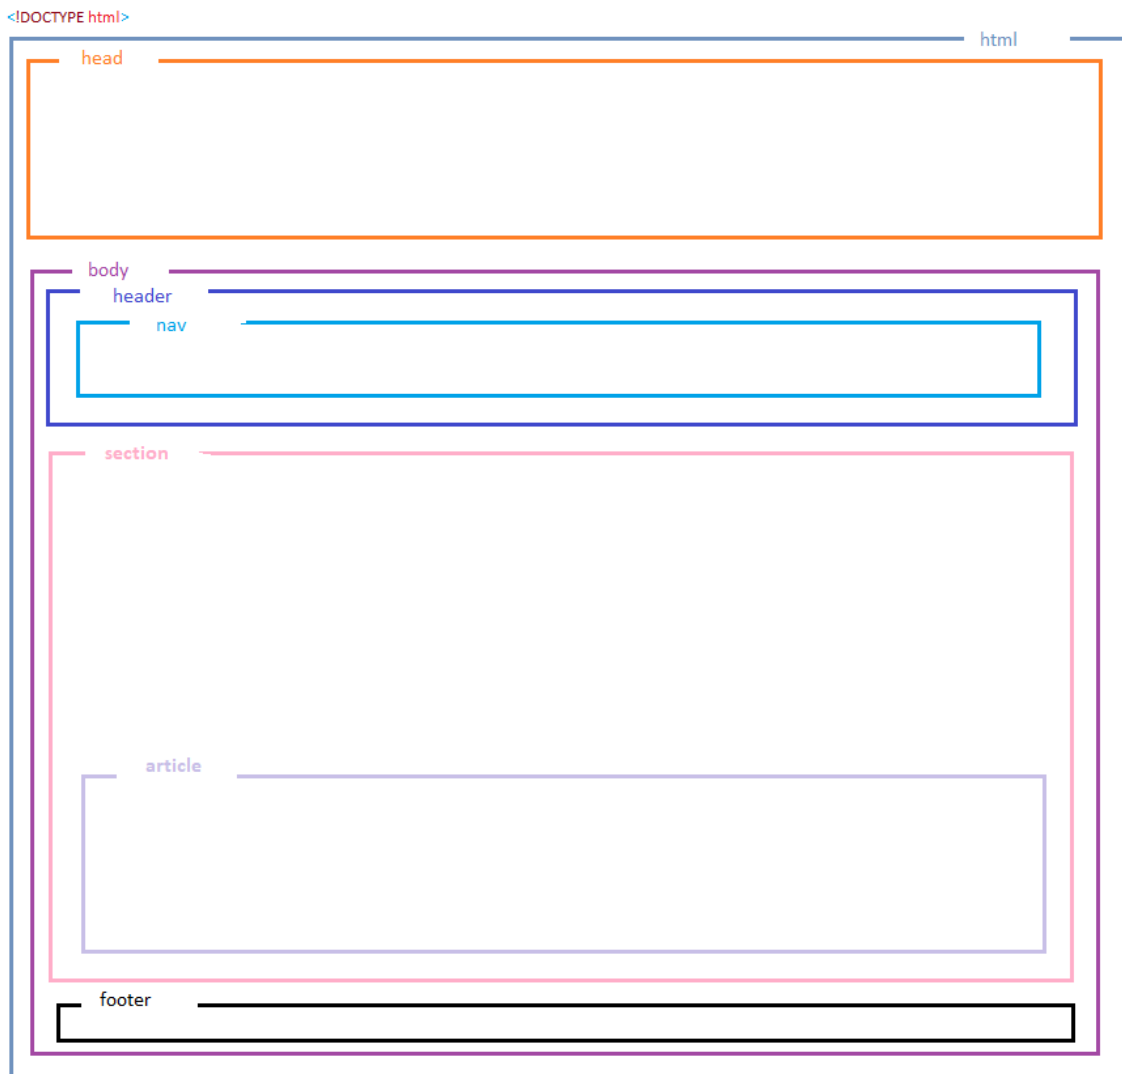 <!DOCTYPE html>
html
head
body
header
nav
section
article
footer